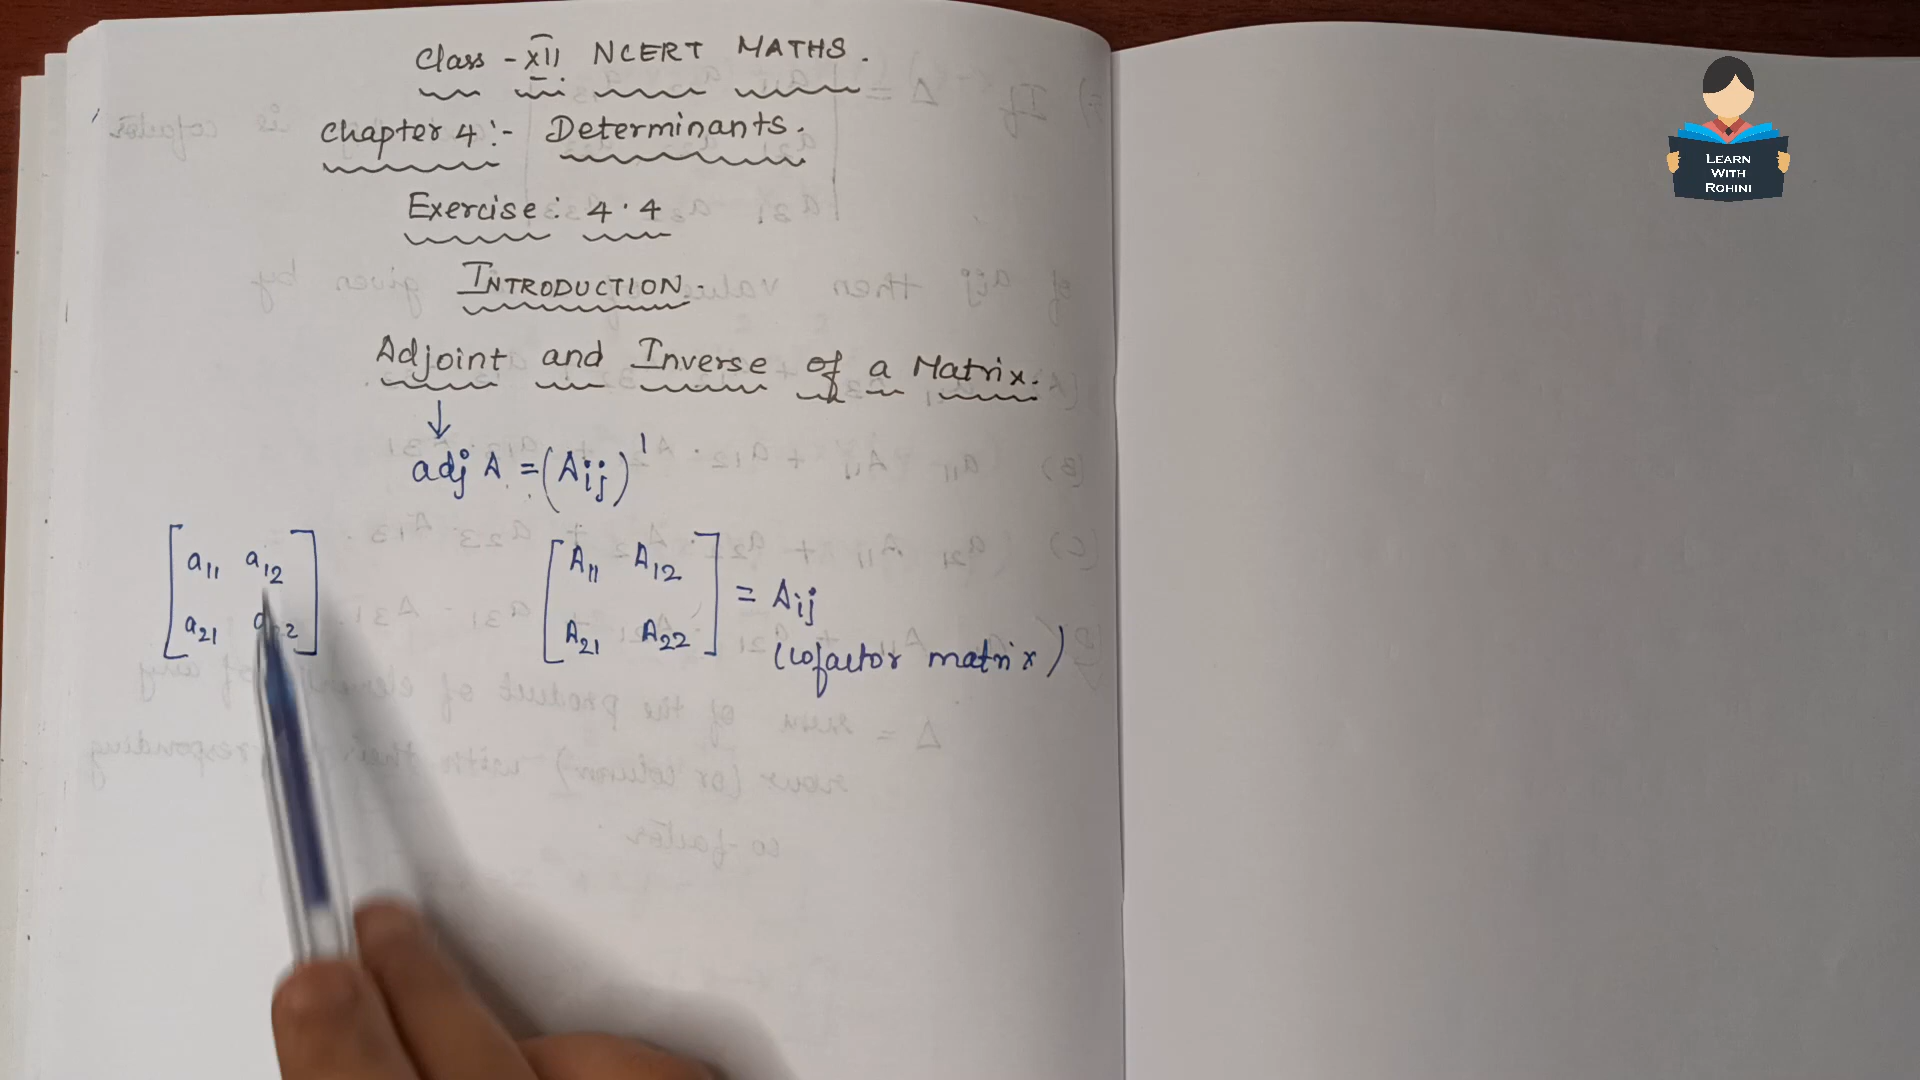 Class - XII NCERT MATHS.
Chapter 4 :- Determinants.
Exercise : 4.4
INTRODUCTION.
Adjoint and Inverse of a Matrix.
↓
adj A = (Aij)'
[a11 a12
a21 a22]
[A11 A12
A21 A22] = Aij
(cofactor matrix)
LEARN
WITH
ROHINI